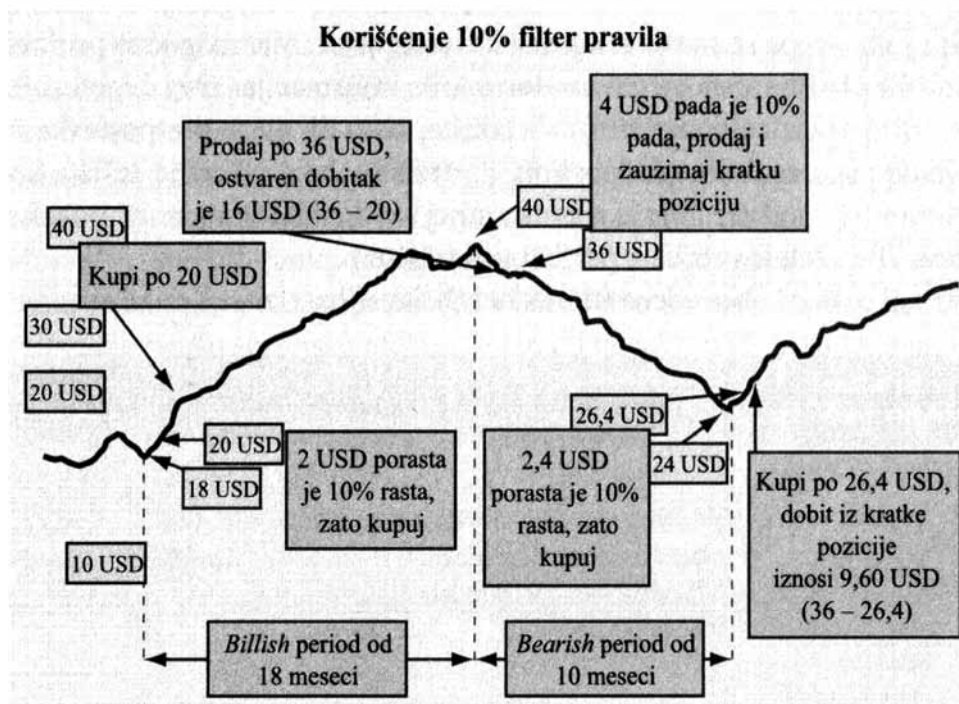 Korišćenje 10% filter pravila
4 USD pada je 10%
pada, prodaj i
zauzimaj kratku
poziciju
Prodaj po 36 USD,
ostvaren dobitak
je 16 USD (36 – 20)
40 USD
40 USD
36 USD
Kupi po 20 USD
30 USD
20 USD
26,4 USD
20 USD
18 USD
2 USD porasta
je 10% rasta,
zato kupuj
2,4 USD
porasta je 10%
rasta, zato
kupuj
24 USD
Kupi po 26,4 USD,
dobit iz kratke
pozicije
iznosi 9,60 USD
(36 – 26,4)
10 USD
Billish period od
18 meseci
Bearish period od
10 meseci